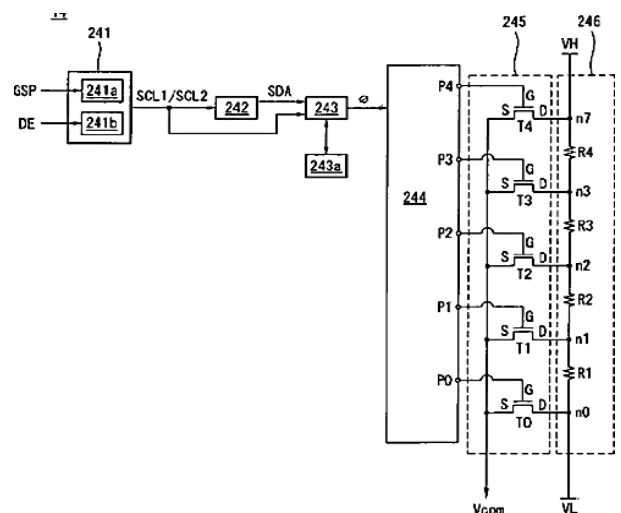 241
GSP
241a
DE
241b
SCL1/SCL2
242
SDA
243
243a
244
245
246
VH
P4
G
S
D
T4
n7
R4
P3
G
S
D
T3
n3
R3
P2
G
S
D
T2
n2
R2
P1
G
S
D
T1
n1
R1
P0
G
S
D
T0
n0
Vcom
VL